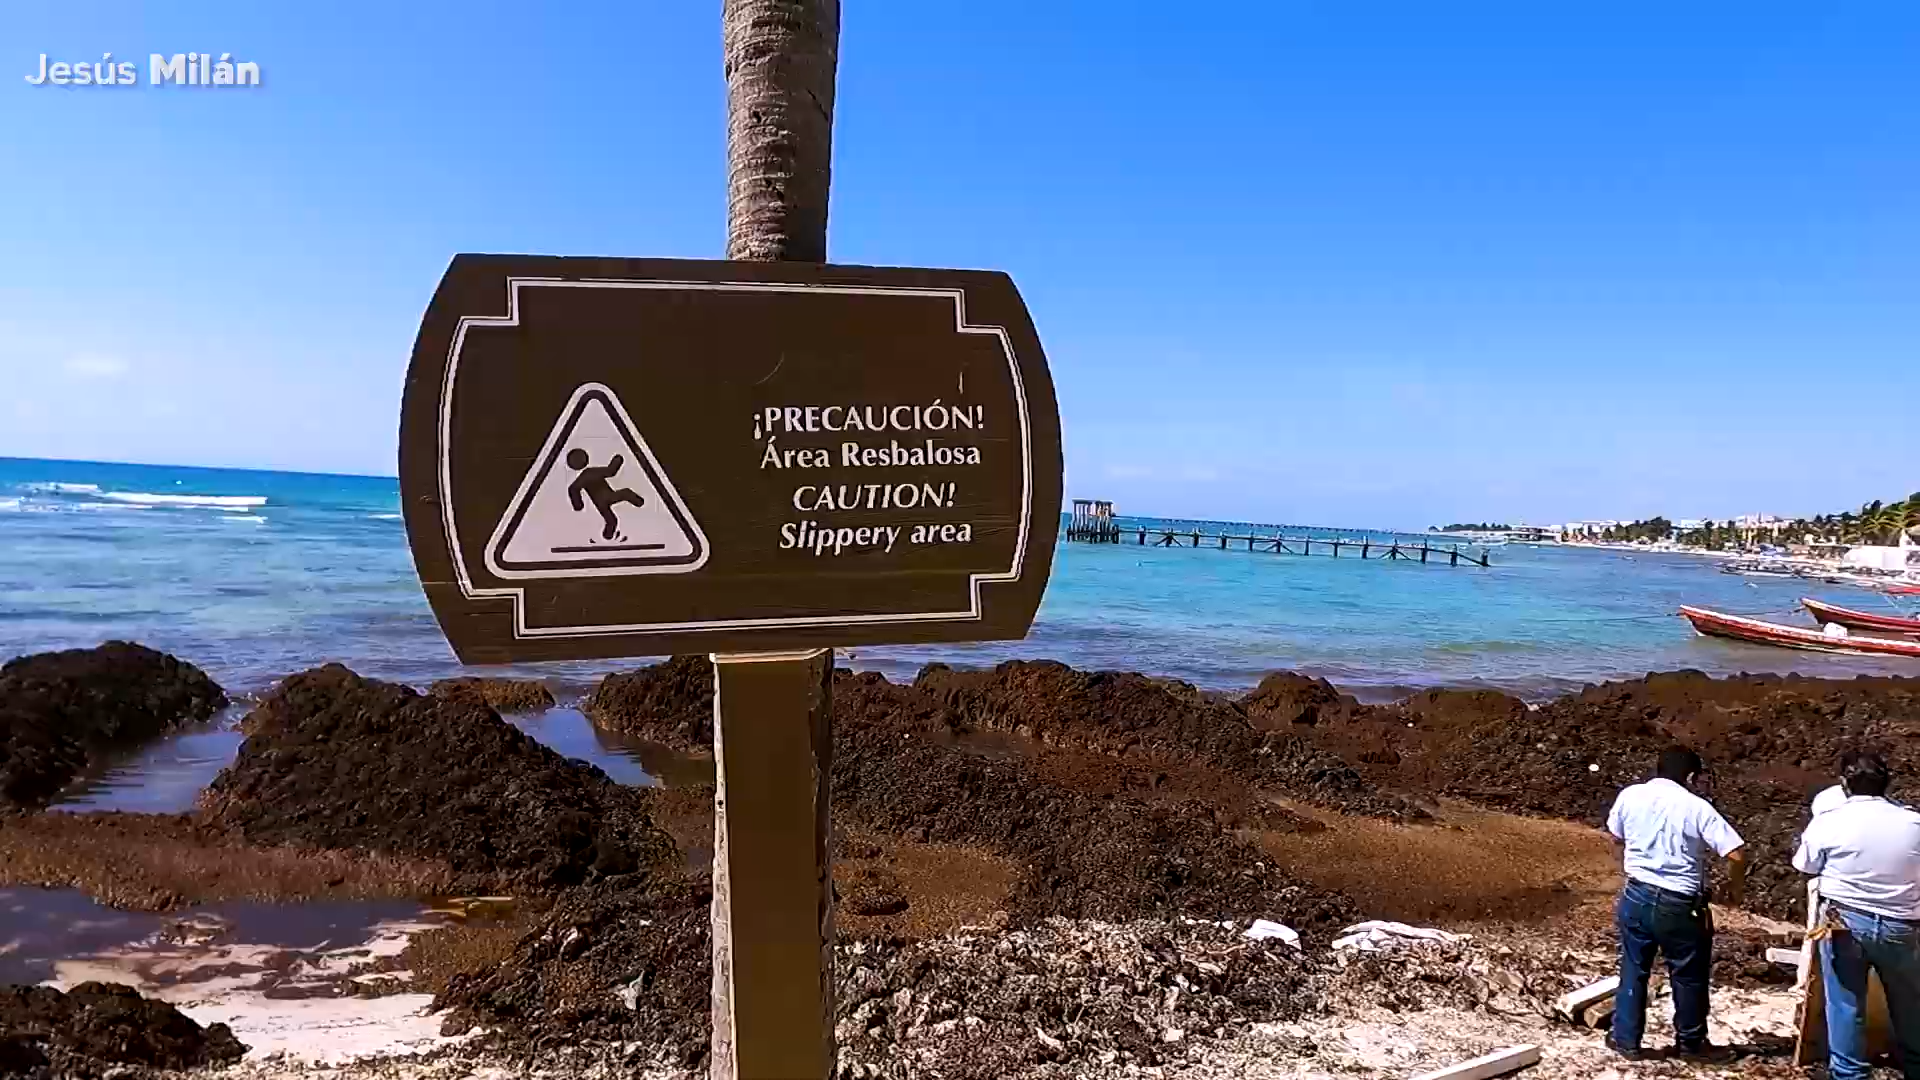 Jesús Milán
¡PRECAUCIÓN!
Área Resbalosa
CAUTION!
Slippery area